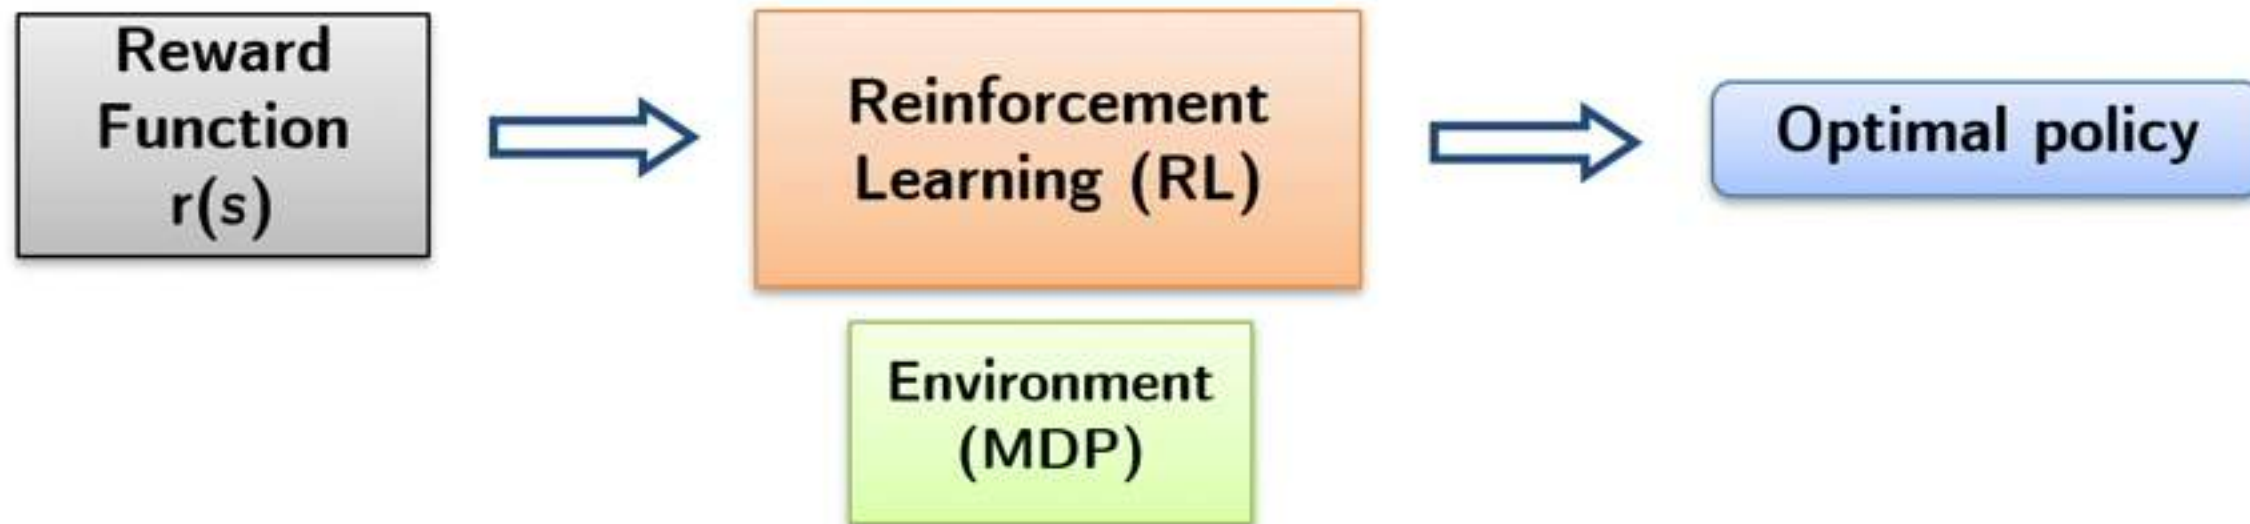 Reward
Function
r(s)
Reinforcement
Learning (RL)
Optimal policy
Environment
(MDP)